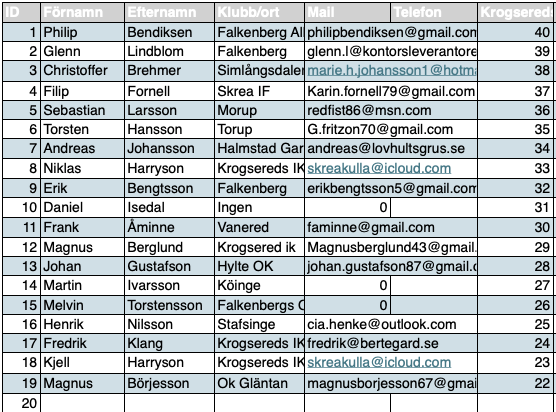 ID Förnamn Efternamn Klubb/ort Mail Telefon Krogsereds
1 Philip Bendiksen Falkenberg Al philipbendiksen@gmail.com 40
2 Glenn Lindblom Falkenberg glenn.l@kontorsleverantore 39
3 Christoffer Brehmer Simlångsdalen marie.h.johansson1@hotma 38
4 Filip Fornell Skrea IF Karin.fornell79@gmail.com 37
5 Sebastian Larsson Morup redfist86@msn.com 36
6 Torsten Hansson Torup G.fritzon70@gmail.com 35
7 Andreas Johansson Halmstad Gar andreas@lovhultsgrus.se 34
8 Niklas Harryson Krogsereds IK skreakulla@icloud.com 33
9 Erik Bengtsson Falkenberg erikbengtsson5@gmail.com 32
10 Daniel Isedal Ingen 0 31
11 Frank Åminne Vanered faminne@gmail.com 30
12 Magnus Berglund Krogsered ik Magnusberglund43@gmail. 29
13 Johan Gustafson Hylte OK johan.gustafson87@gmail.c 28
14 Martin Ivarsson Köinge 0 27
15 Melvin Torstensson Falkenbergs C 0 26
16 Henrik Nilsson Stafsinge cia.henke@outlook.com 25
17 Fredrik Klang Krogsereds IK fredrik@bertegard.se 24
18 Kjell Harryson Krogsereds IK skreakulla@icloud.com 23
19 Magnus Börjesson Ok Gläntan magnusborjesson67@gmai 22
20